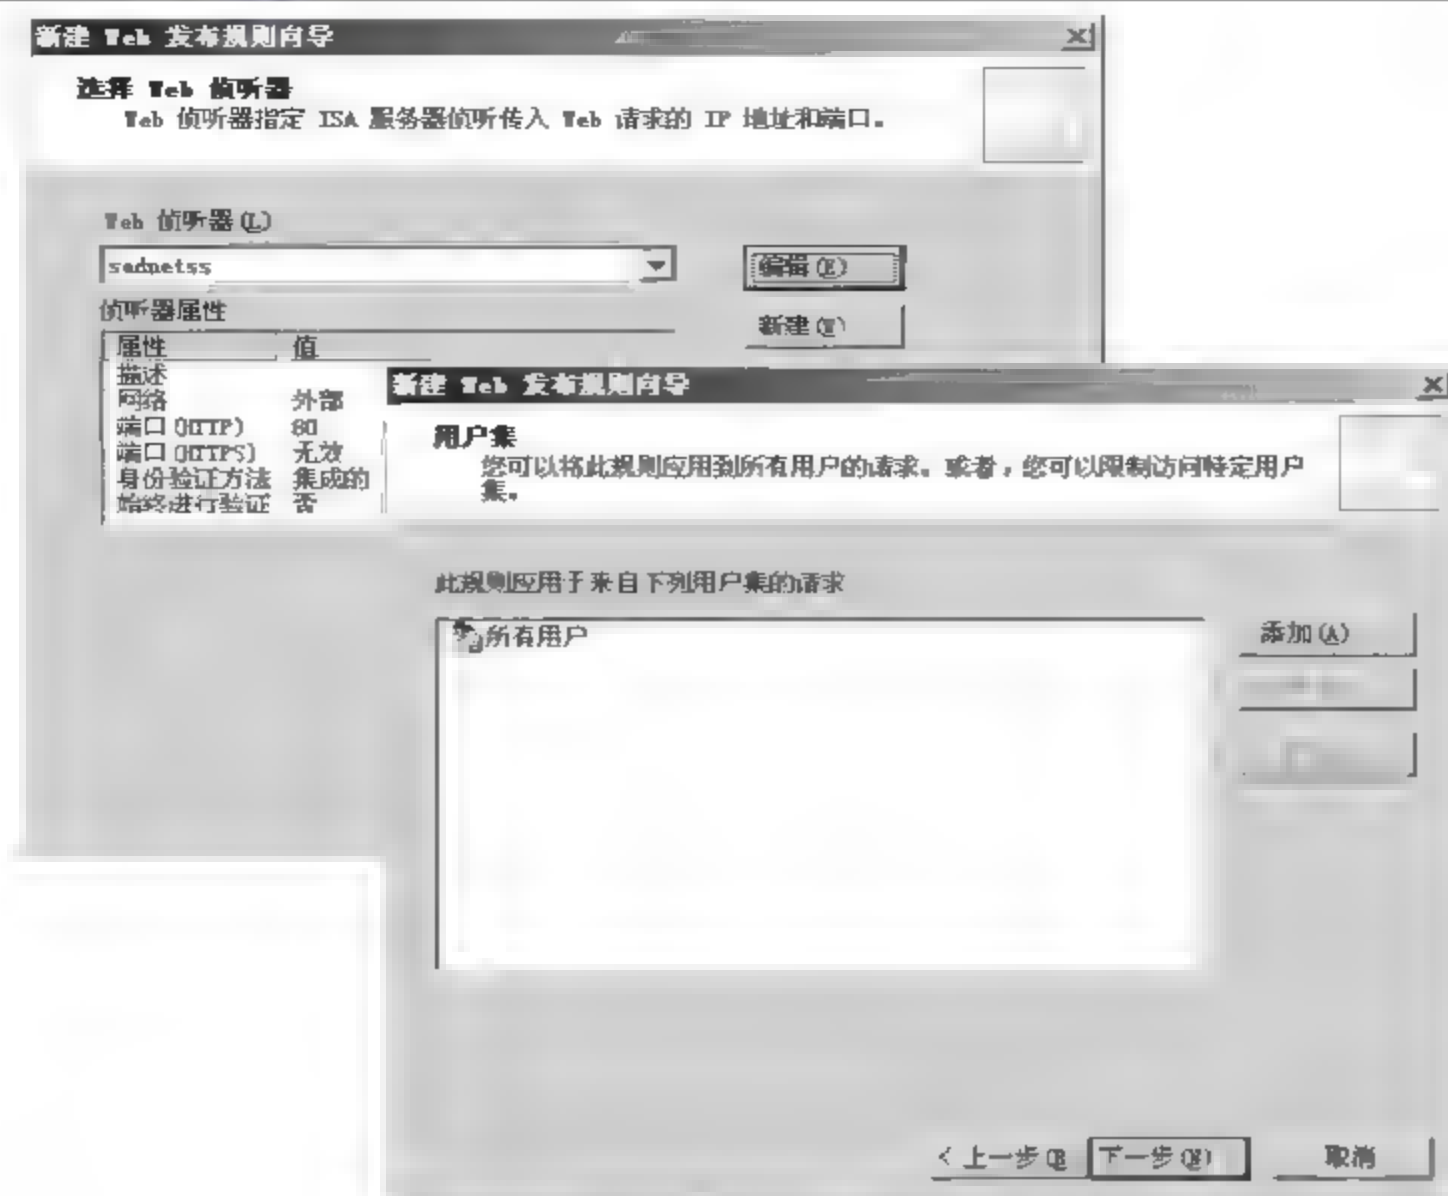 新建 Web 发布规则向导
选择 Web 侦听器
Web 侦听器指定 ISA 服务器侦听传入 Web 请求的 IP 地址和端口。
Web 侦听器(L)
sadnetss
编辑(E)
侦听器属性
新建(W)
属性 值
描述
网络 外部
端口(HTTP) 80
端口(HTTPS) 无效
身份验证方法 集成的
始终进行验证 否
新建 Web 发布规则向导
用户集
您可以将此规则应用到所有用户的请求。或者，您可以限制访问特定用户
集。
此规则应用于来自下列用户集的请求
所有用户
添加(A)
< 上一步(B
下一步(N)
取消